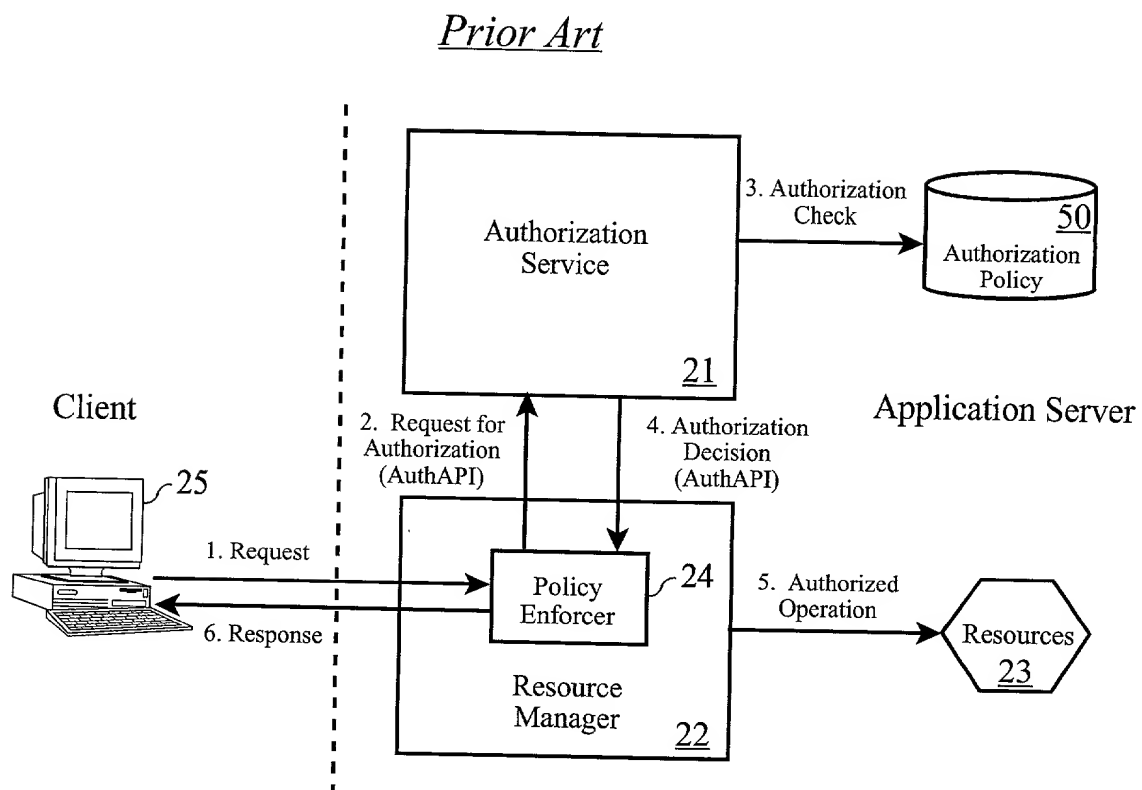 Prior Art
Authorization
Service
21
3. Authorization
Check
50
Authorization
Policy
Client
Application Server
2. Request for
Authorization
(AuthAPI)
4. Authorization
Decision
(AuthAPI)
25
1. Request
6. Response
Policy
Enforcer
24
Resource
Manager
22
5. Authorized
Operation
Resources
23